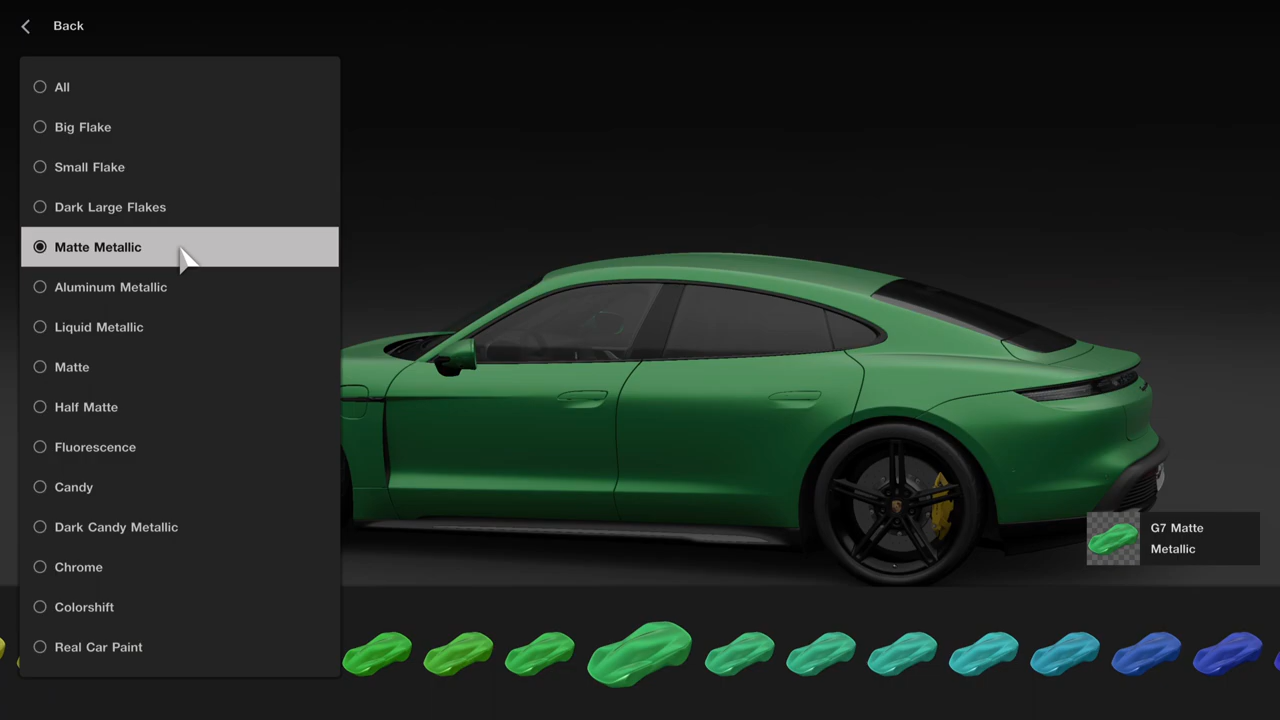 Back
All
Big Flake
Small Flake
Dark Large Flakes
Matte Metallic
Aluminum Metallic
Liquid Metallic
Matte
Half Matte
Fluorescence
Candy
Dark Candy Metallic
Chrome
Colorshift
Real Car Paint
G7 Matte
Metallic